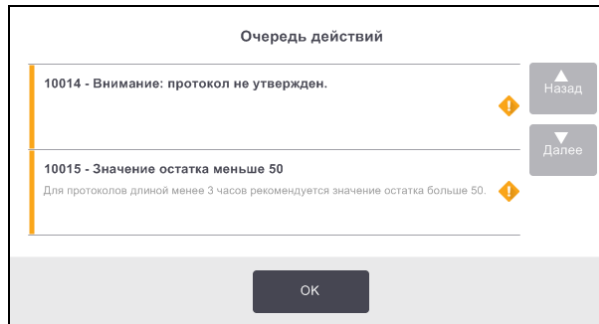 Очередь действий
10014 - Внимание: протокол не утвержден.
Назад
Далее
10015 - Значение остатка меньше 50
Для протоколов длиной менее 3 часов рекомендуется значение остатка больше 50.
OK